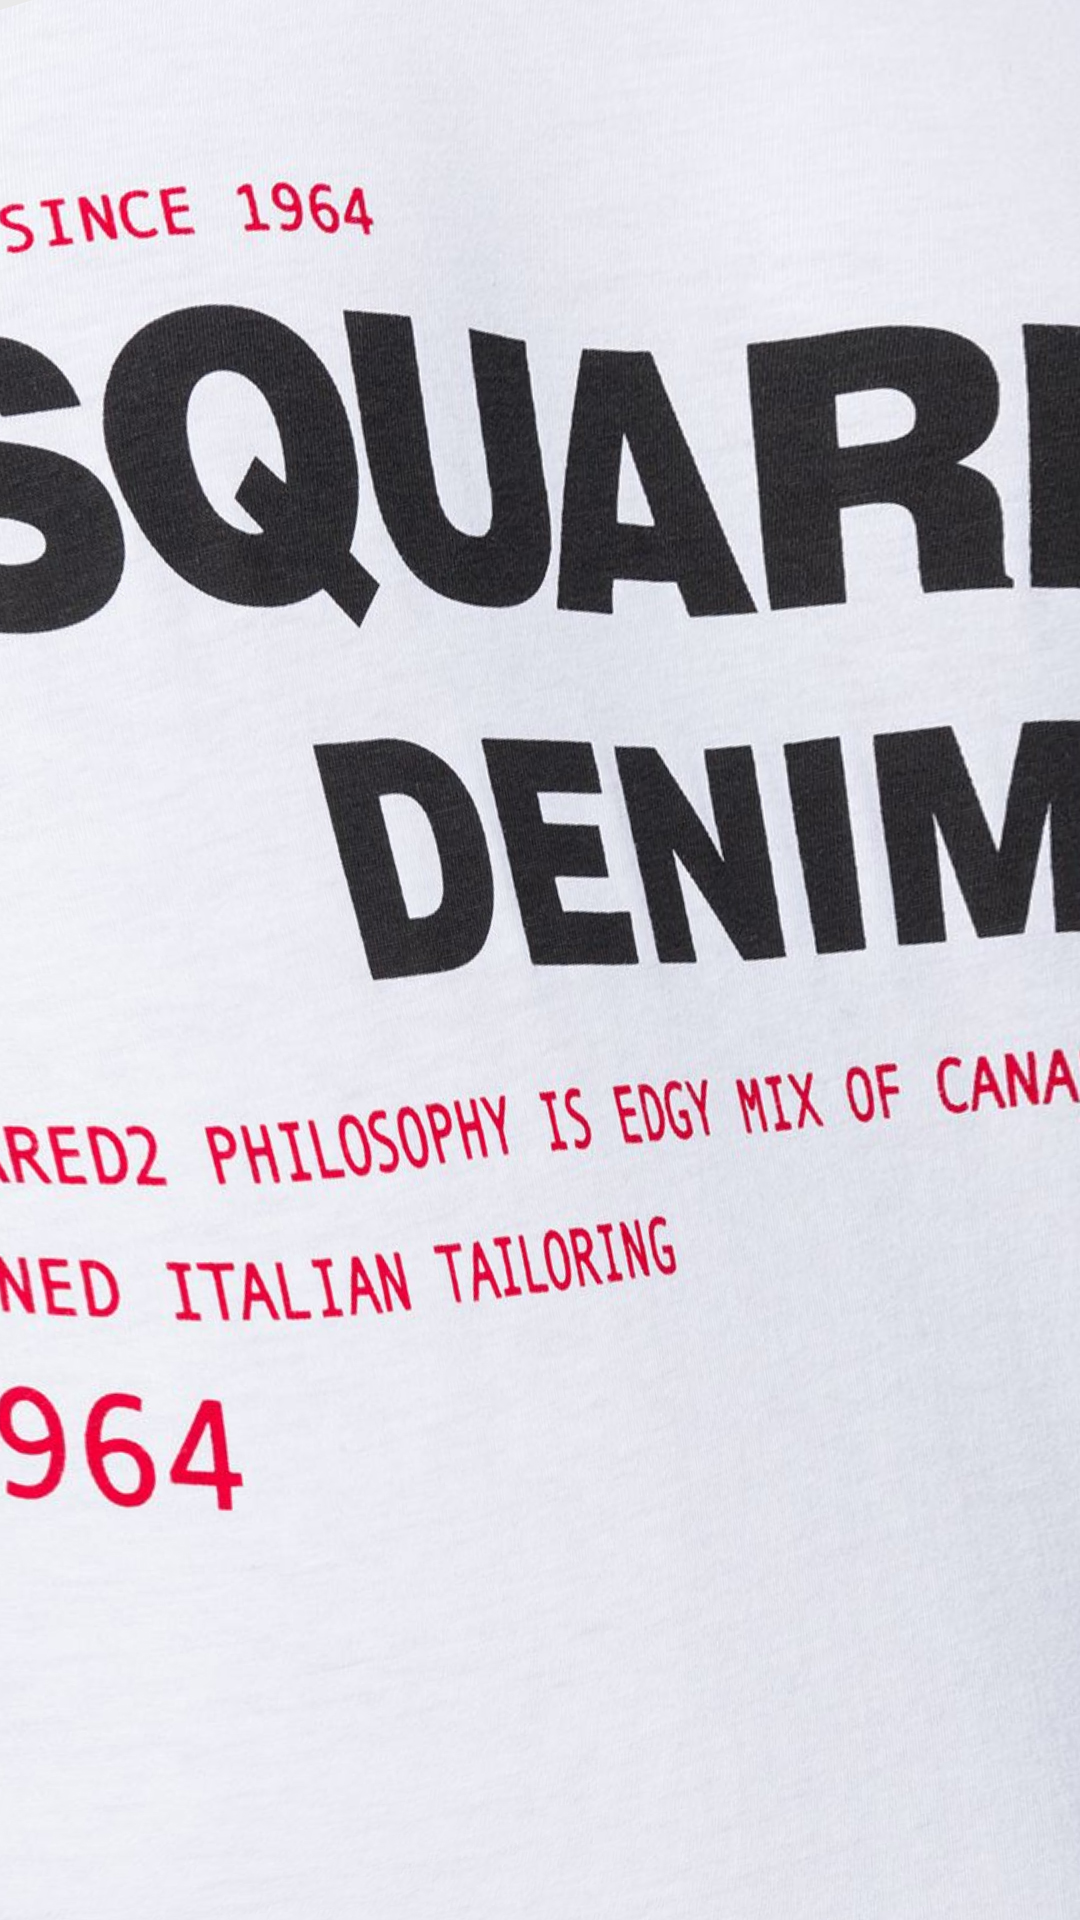 SINCE 1964
SQUARE
DENIM
ARED2 PHILOSOPHY IS EDGY MIX OF CANA
NED ITALIAN TAILORING
964